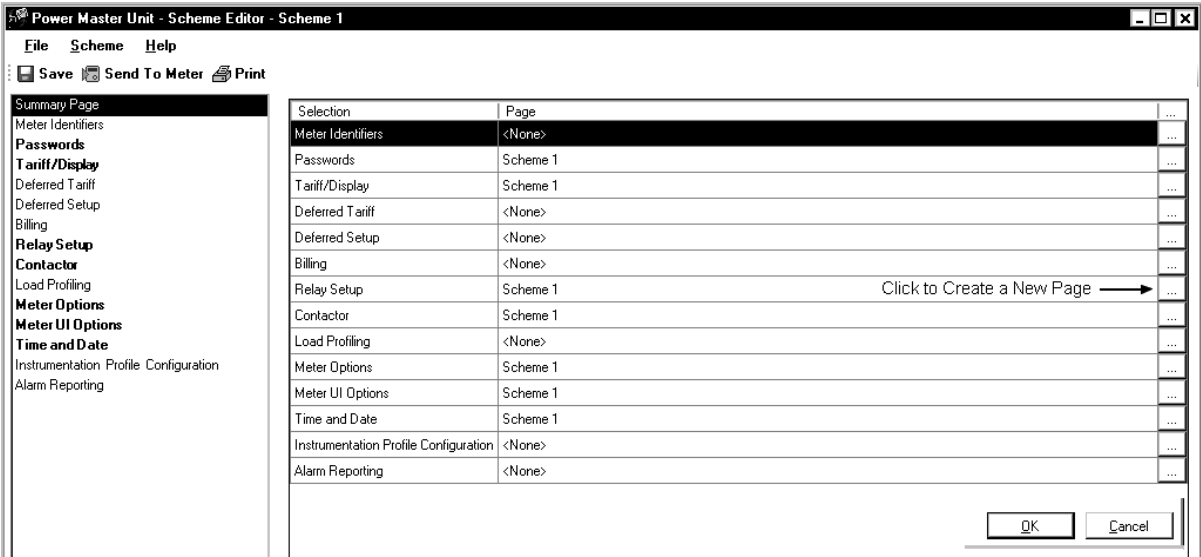 Power Master Unit - Scheme Editor - Scheme 1
File Scheme Help
Save Send To Meter Print
Summary Page
Meter Identifiers
Passwords
Tariff/Display
Deferred Tariff
Deferred Setup
Billing
Relay Setup
Contactor
Load Profiling
Meter Options
Meter UI Options
Time and Date
Instrumentation Profile Configuration
Alarm Reporting
Selection Page ...
Meter Identifiers <None> ...
Passwords Scheme 1 ...
Tariff/Display Scheme 1 ...
Deferred Tariff <None> ...
Deferred Setup <None> ...
Billing <None> ...
Relay Setup Scheme 1 Click to Create a New Page ...
Contactor Scheme 1 ...
Load Profiling <None> ...
Meter Options Scheme 1 ...
Meter UI Options Scheme 1 ...
Time and Date Scheme 1 ...
Instrumentation Profile Configuration <None> ...
Alarm Reporting <None> ...
OK Cancel